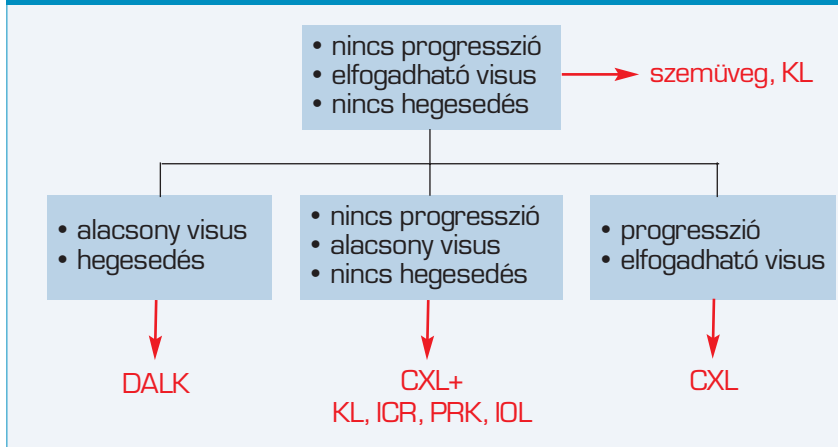 • nincs progresszió
• elfogadható visus
• nincs hegesedés
szemüveg, KL
• alacsony visus
• hegesedés
• nincs progresszió
• alacsony visus
• nincs hegesedés
• progresszió
• elfogadható visus
DALK
CXL+
KL, ICR, PRK, IOL
CXL